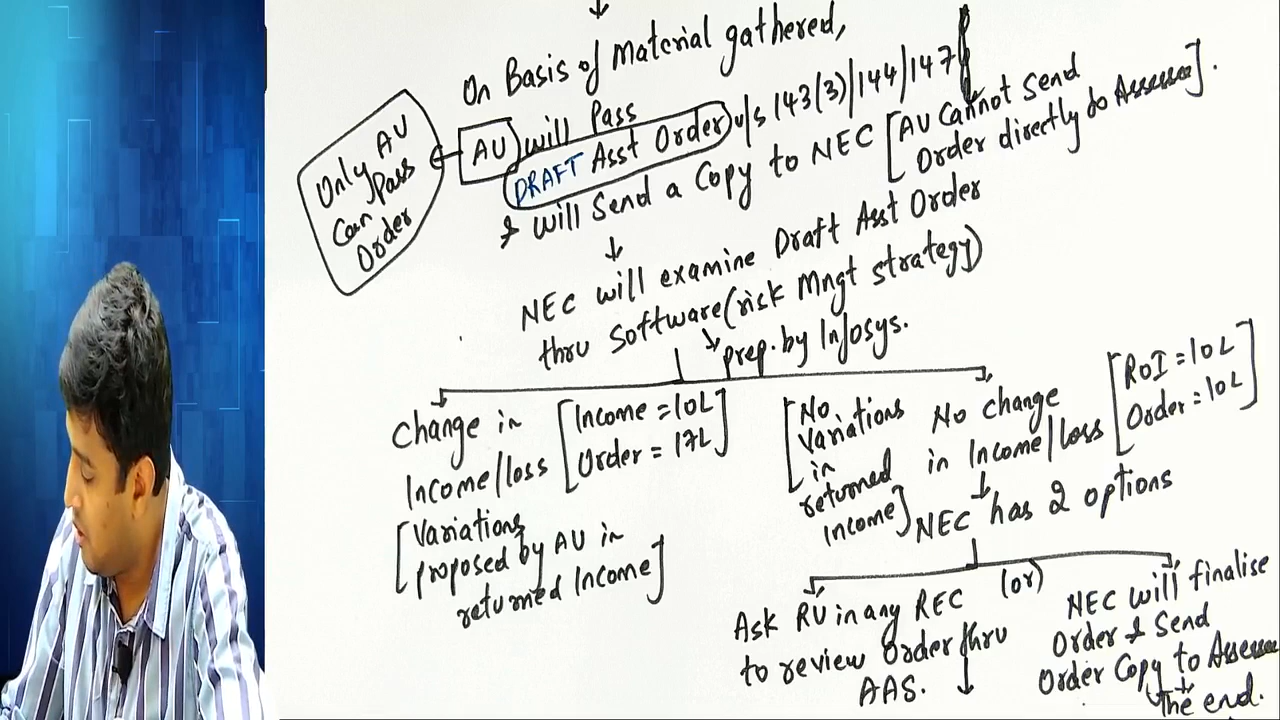 On Basis of Material gathered,
AU will Pass
DRAFT Asst Order u/s 143(3)/144/147
& will Send a Copy to NEC [AU Cannot Send
Order directly to Assessee].
Only AU
Can Pass
Order
↓
NEC will examine Draft Asst Order
thru Software (risk Mngt strategy)
↳ prep. by Infosys.
Change in
Income/loss
[Income = 10L
Order = 17L]
[Variations
proposed by AU in
returned Income]
[No
Variations
in
returned
Income]
No change
in Income/loss
[RoI = 10L
Order = 10L]
↓
NEC has 2 options
Ask RU in any REC
to review Order thru
AAS.
(or)
NEC will finalise
Order & Send
Order Copy to Assessee
The end.